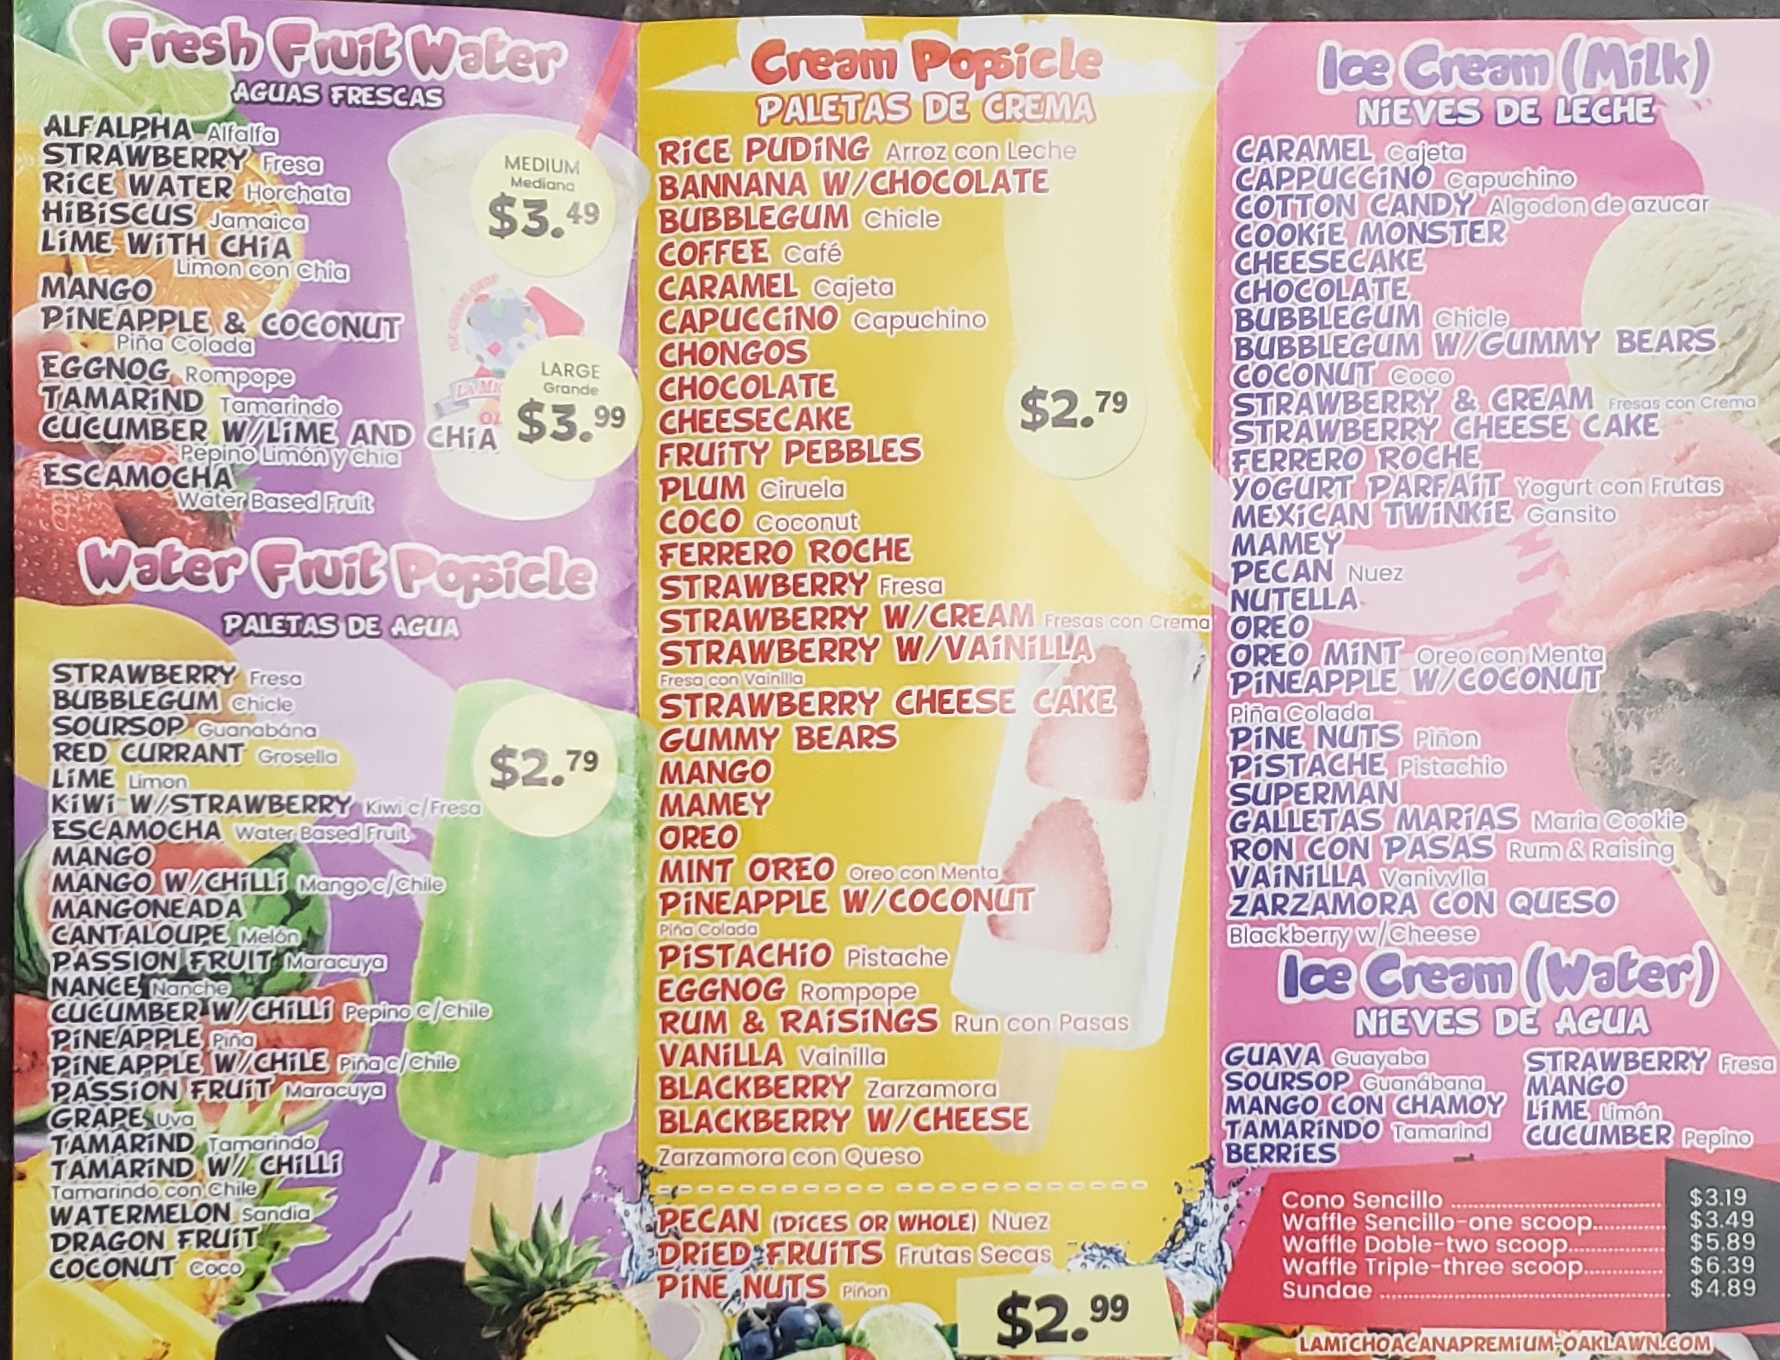 Fresh Fruit Water
AGUAS FRESCAS
ALFALPHA Alfalfa
STRAWBERRY Fresa
RICE WATER Horchata
HIBISCUS Jamaica
LIME WITH CHIA
Limon con Chia
MANGO
PINEAPPLE & COCONUT
Piña Colada
EGGNOG Rompope
TAMARIND Tamarindo
CUCUMBER W/LIME AND CHIA
Pepino Limón y chia
ESCAMOCHA
Water Based Fruit
MEDIUM
Mediana
$3.49
LARGE
Grande
$3.99
Water Fruit Popsicle
PALETAS DE AGUA
STRAWBERRY Fresa
BUBBLEGUM Chicle
SOURSOP Guanabána
RED CURRANT Grosella
LIME Limon
KIWI W/STRAWBERRY Kiwi c/Fresa
ESCAMOCHA Water Based Fruit
MANGO
MANGO W/CHILLI Mango c/Chile
MANGONEADA
CANTALOUPE Melón
PASSION FRUIT Maracuya
NANCE Nanche
CUCUMBER W/CHILLI Pepino C/Chile
PINEAPPLE Piña
PINEAPPLE W/CHILE Piña c/Chile
PASSION FRUIT Maracuya
GRAPE Uva
TAMARIND Tamarindo
TAMARIND W/ CHILLI
Tamarindo con Chile
WATERMELON Sandia
DRAGON FRUIT
COCONUT Coco
$2.79
Cream Popsicle
PALETAS DE CREMA
RICE PUDING Arroz con Leche
BANNANA W/CHOCOLATE
BUBBLEGUM Chicle
COFFEE Café
CARAMEL Cajeta
CAPUCCINO Capuchino
CHONGOS
CHOCOLATE
CHEESECAKE
FRUITY PEBBLES
PLUM Ciruela
COCO Coconut
FERRERO ROCHE
STRAWBERRY Fresa
STRAWBERRY W/CREAM Fresas con Crema
STRAWBERRY W/VAINILLA
Fresa con Vainilla
STRAWBERRY CHEESE CAKE
GUMMY BEARS
MANGO
MAMEY
OREO
MINT OREO Oreo con Menta
PINEAPPLE W/COCONUT
Piña Colada
PISTACHIO Pistache
EGGNOG Rompope
RUM & RAISINGS Run con Pasas
VANILLA Vainilla
BLACKBERRY Zarzamora
BLACKBERRY W/CHEESE
Zarzamora con Queso
$2.79
PECAN (DICES OR WHOLE) Nuez
DRIED FRUITS Frutas Secas
PINE NUTS Piñon
$2.99
Ice Cream (Milk)
NIEVES DE LECHE
CARAMEL Cajeta
CAPPUCCINO Capuchino
COTTON CANDY Algodon de azucar
COOKIE MONSTER
CHEESECAKE
CHOCOLATE
BUBBLEGUM Chicle
BUBBLEGUM W/GUMMY BEARS
COCONUT Coco
STRAWBERRY & CREAM Fresas con Crema
STRAWBERRY CHEESE CAKE
FERRERO ROCHE
YOGURT PARFAIT Yogurt con Frutas
MEXICAN TWINKIE Gansito
MAMEY
PECAN Nuez
NUTELLA
OREO
OREO MINT Oreo con Menta
PINEAPPLE W/COCONUT
Piña Colada
PINE NUTS Piñon
PISTACHE Pistachio
SUPERMAN
GALLETAS MARIAS Maria Cookie
RON CON PASAS Rum & Raising
VAINILLA Vanivvlla
ZARZAMORA CON QUESO
Blackberry w/Cheese
Ice Cream (Water)
NIEVES DE AGUA
GUAVA Guayaba
SOURSOP Guanábana
MANGO CON CHAMOY
TAMARINDO Tamarind
BERRIES
STRAWBERRY Fresa
MANGO
LIME Limón
CUCUMBER Pepino
Cono Sencillo $3.19
Waffle Sencillo-one scoop $3.49
Waffle Doble-two scoop $5.89
Waffle Triple-three scoop $6.39
Sundae $4.89
LAMICHOACANAPREMIUM-OAKLAWN.COM